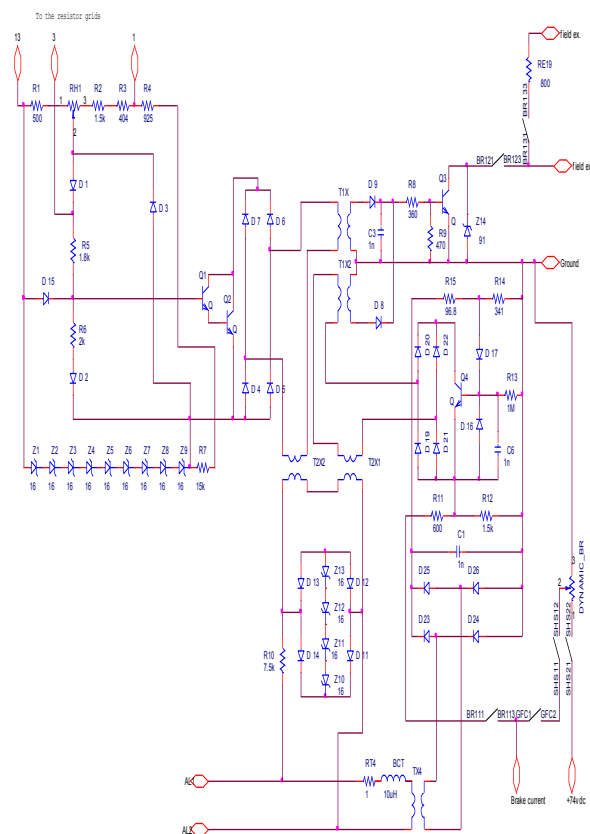 To the resistor grids
13
3
1
field ex.
RE19
800
R1
500
RH1
1
3
2
R2
1.5k
R3
404
R4
925
BR133
BR131
BR121
BR123
field ex
D 1
D 3
D 7
D 6
T1X
D 9
R8
360
Q3
Q
C3
1n
R9
470
Z14
91
R5
1.8k
T1X2
Ground
D 15
Q1
Q
Q2
Q
R15
96.8
R14
341
R6
2k
D 8
D 20
D 22
D 17
D 2
D 4
D 5
Q4
Q
R13
1M
D 16
D 19
D 21
C6
1n
Z1
Z2
Z3
Z4
Z5
Z6
Z7
Z8
Z9
R7
16
16
16
16
16
16
16
16
16
15k
T2X2
T2X1
R11
600
R12
1.5k
C1
1n
D 13
Z13
16
D 12
D 25
D 26
3
2
DYNAMIC_BR
Z12
16
D 23
D 24
SHS12
SHS22
R10
7.5k
D 14
Z11
16
D 11
Z10
16
SHS11
SHS21
BR111
BR113
GFC1
GFC2
RT4
1
BCT
10uH
TX4
AL2
Brake current
+74v dc